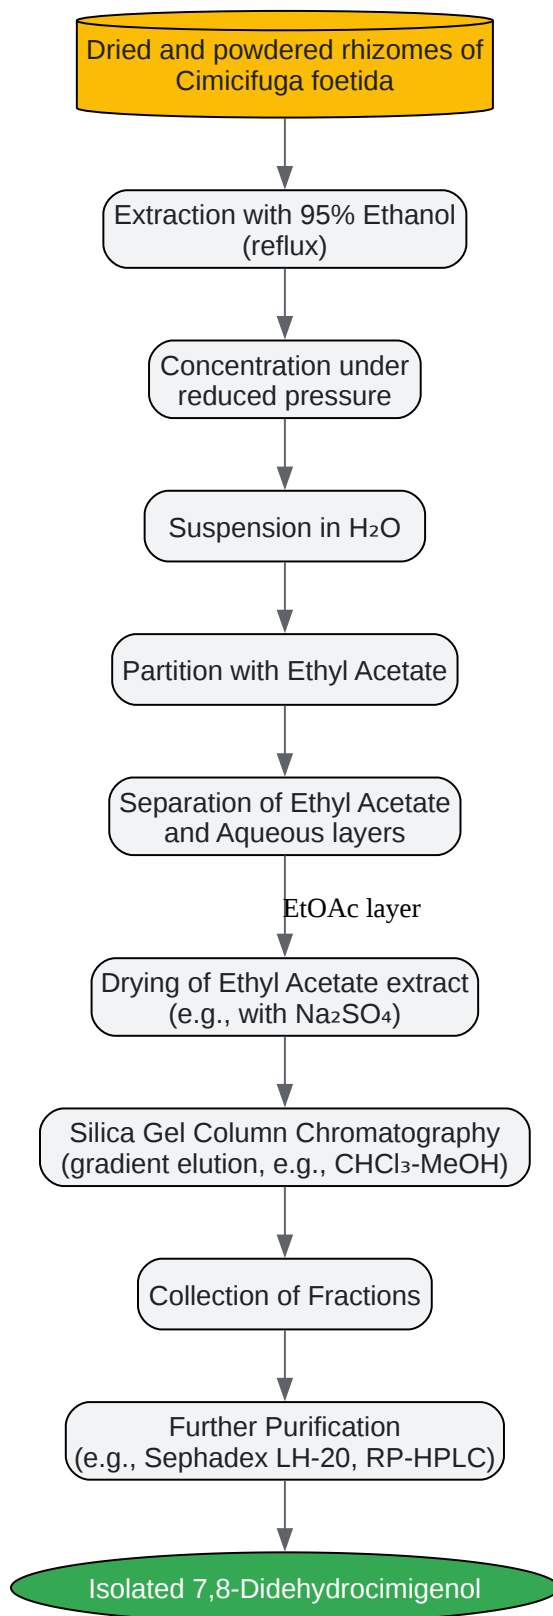 Dried and powdered rhizomes of
Cimicifuga foetida
Extraction with 95% Ethanol
(reflux)
Concentration under
reduced pressure
Suspension in H₂O
Partition with Ethyl Acetate
Separation of Ethyl Acetate
and Aqueous layers
EtOAc layer
Drying of Ethyl Acetate extract
(e.g., with Na₂SO₄)
Silica Gel Column Chromatography
(gradient elution, e.g., CHCl₃-MeOH)
Collection of Fractions
Further Purification
(e.g., Sephadex LH-20, RP-HPLC)
Isolated 7,8-Didehydrocimigenol